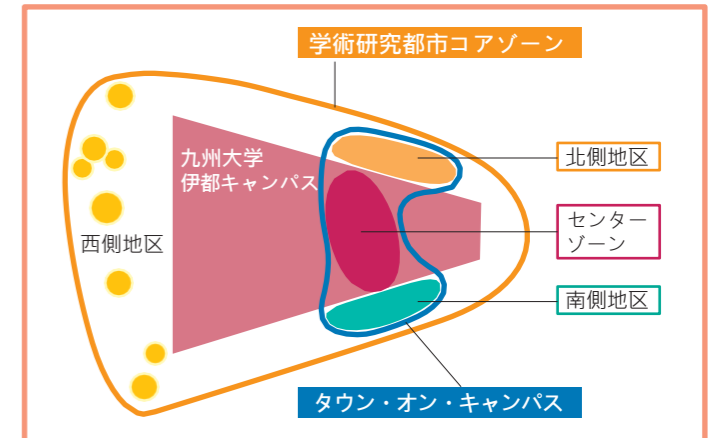 学術研究都市コアゾーン
九州大学
伊都キャンパス
北側地区
センター
ゾーン
西側地区
南側地区
タウン・オン・キャンパス